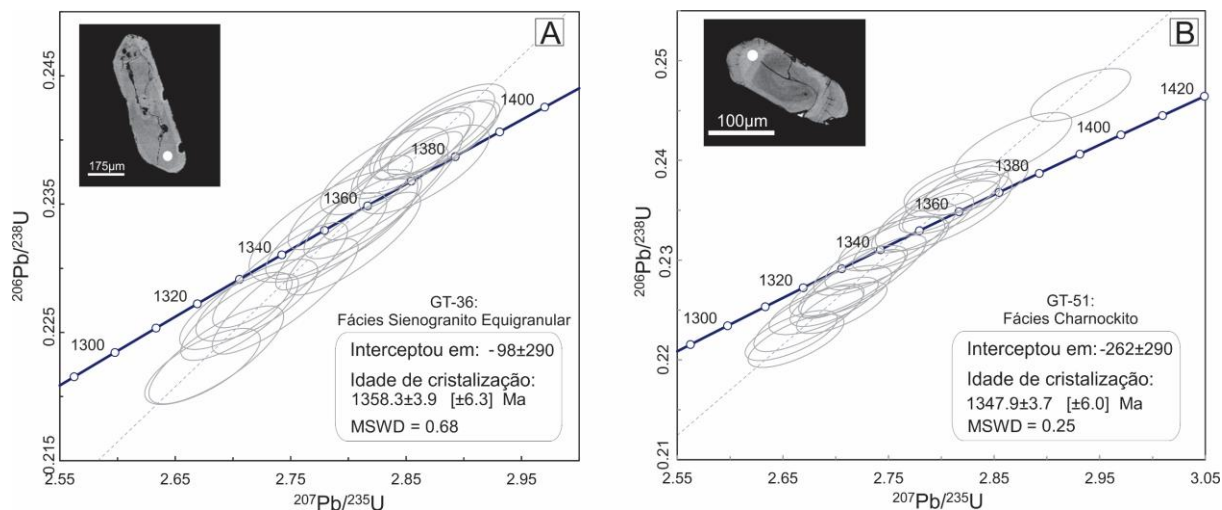 A
175µm
0.245
0.235
0.225
0.215
²⁰⁶Pb/²³⁸U
1300
1320
1340
1360
1380
1400
GT-36:
Fácies Sienogranito Equigranular
Interceptou em: -98±290
Idade de cristalização:
1358.3±3.9 [±6.3] Ma
MSWD = 0.68
2.55 2.65 2.75 2.85 2.95
²⁰⁷Pb/²³⁵U
B
100µm
0.25
0.24
0.23
0.22
0.21
²⁰⁶Pb/²³⁸U
1300
1320
1340
1360
1380
1400
1420
GT-51:
Fácies Charnockito
Interceptou em: -262±290
Idade de cristalização:
1347.9±3.7 [±6.0] Ma
MSWD = 0.25
2.55 2.65 2.75 2.85 2.95 3.05
²⁰⁷Pb/²³⁵U